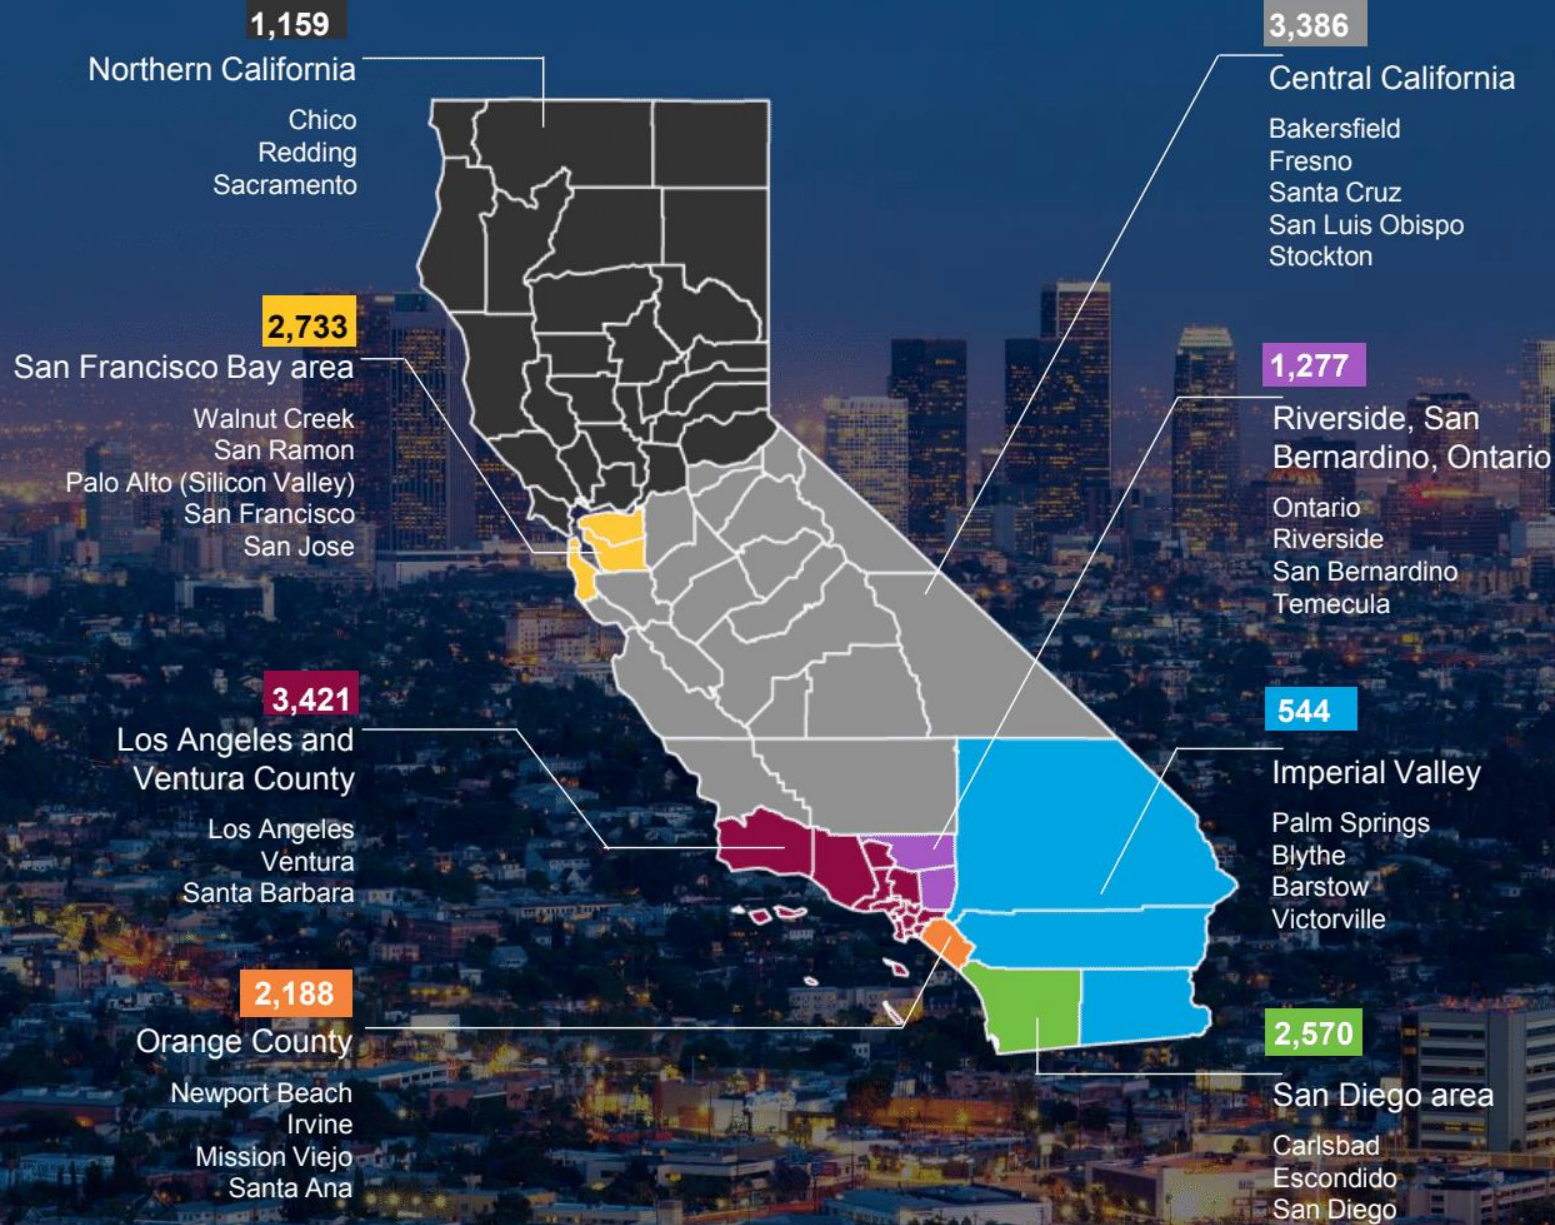 1,159
Northern California
Chico
Redding
Sacramento
2,733
San Francisco Bay area
Walnut Creek
San Ramon
Palo Alto (Silicon Valley)
San Francisco
San Jose
3,421
Los Angeles and
Ventura County
Los Angeles
Ventura
Santa Barbara
2,188
Orange County
Newport Beach
Irvine
Mission Viejo
Santa Ana
3,386
Central California
Bakersfield
Fresno
Santa Cruz
San Luis Obispo
Stockton
1,277
Riverside, San
Bernardino, Ontario
Ontario
Riverside
San Bernardino
Temecula
544
Imperial Valley
Palm Springs
Blythe
Barstow
Victorville
2,570
San Diego area
Carlsbad
Escondido
San Diego